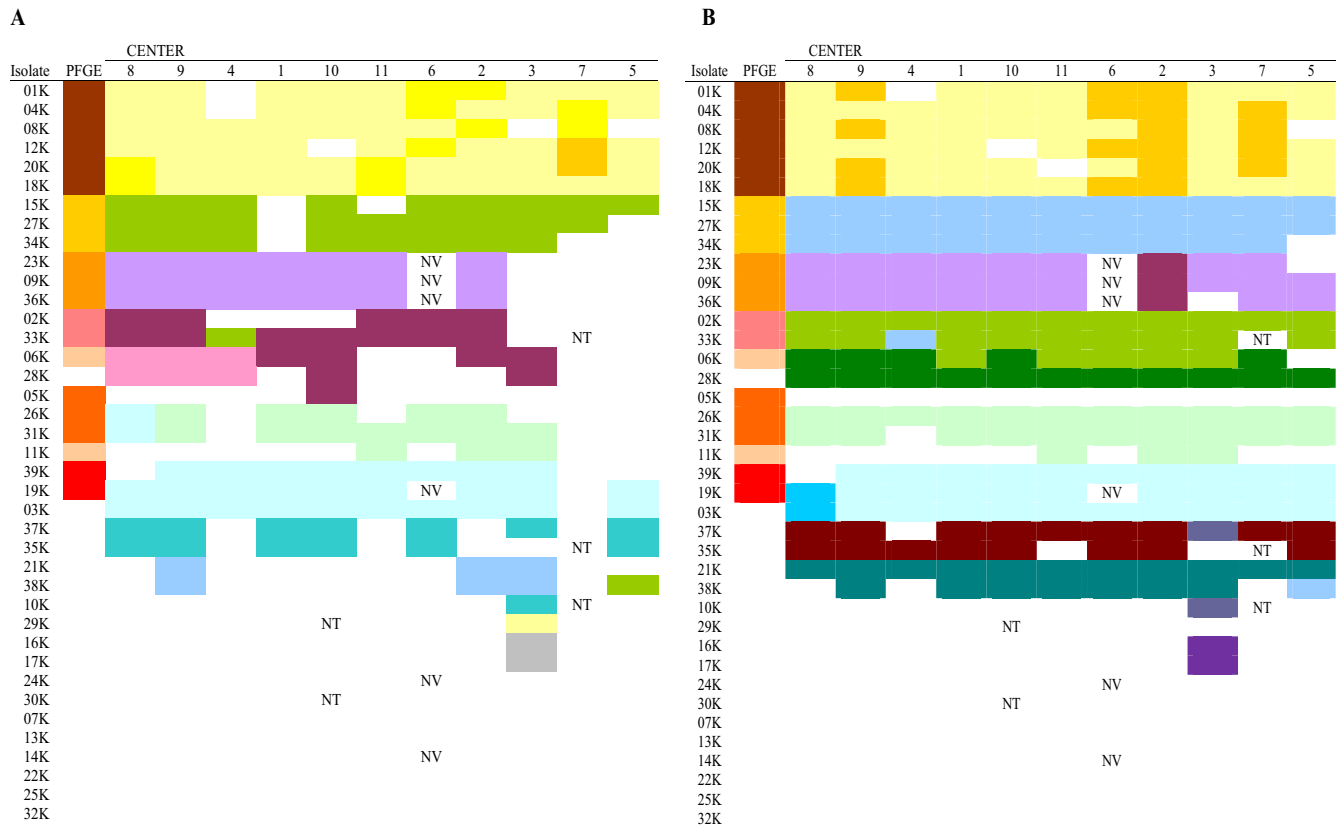 A
CENTER
Isolate PFGE 8 9 4 1 10 11 6 2 3 7 5
01K
04K
08K
12K
20K
18K
15K
27K
34K
23K NV
09K NV
36K NV
02K
33K NT
06K
28K
05K
26K
31K
11K
39K
19K NV
03K
37K
35K NT
21K
38K
10K NT
29K NT
16K
17K
24K NV
30K NT
07K
13K
14K NV
22K
25K
32K
B
CENTER
Isolate PFGE 8 9 4 1 10 11 6 2 3 7 5
01K
04K
08K
12K
20K
18K
15K
27K
34K
23K NV
09K NV
36K NV
02K
33K NT
06K
28K
05K
26K
31K
11K
39K
19K NV
03K
37K
35K NT
21K
38K
10K NT
29K NT
16K
17K
24K NV
30K NT
07K
13K
14K NV
22K
25K
32K